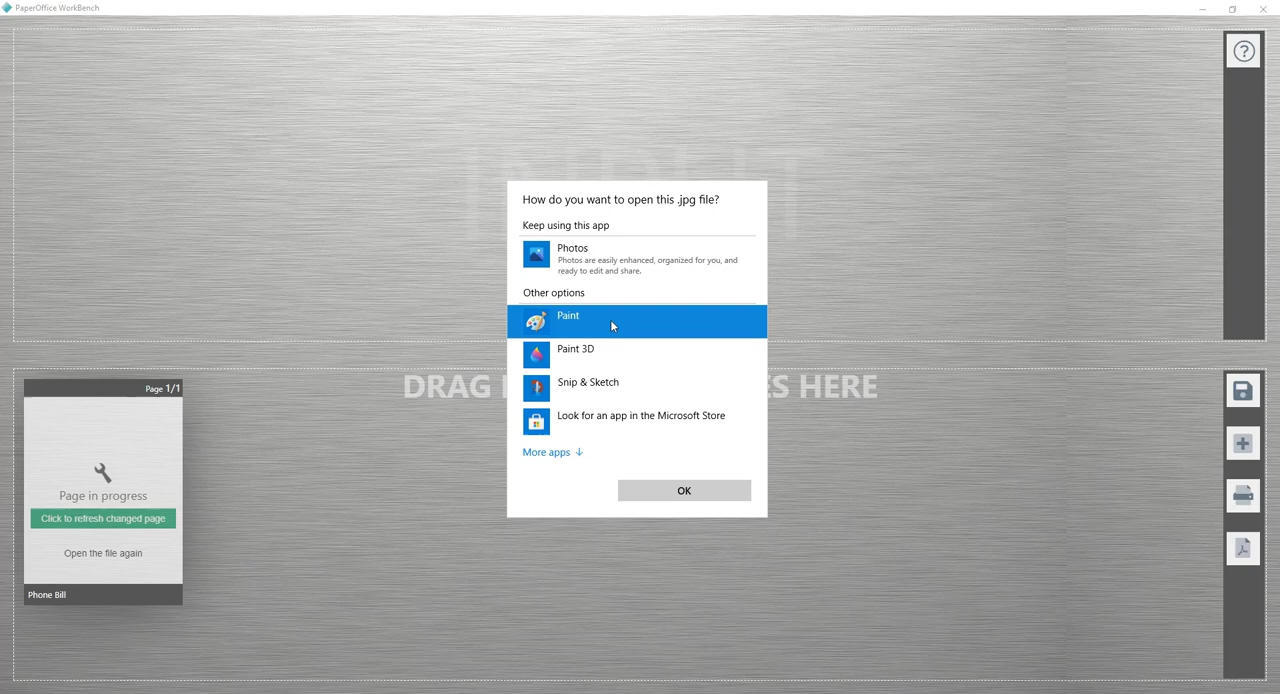 PaperOffice WorkBench
How do you want to open this .jpg file?
Keep using this app
Photos
Photos are easily enhanced, organized for you, and
ready to edit and share.
Other options
Paint
Paint 3D
Snip & Sketch
Look for an app in the Microsoft Store
More apps
OK
DRAG HERE
Page 1/1
Page in progress
Click to refresh changed page
Open the file again
Phone Bill